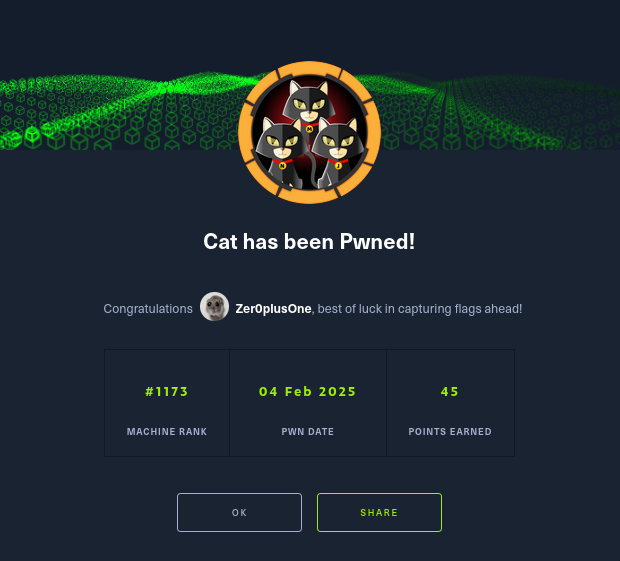 Cat has been Pwned!
Congratulations Zer0plusOne, best of luck in capturing flags ahead!
#1173 04 Feb 2025 45
MACHINE RANK PWN DATE POINTS EARNED
OK SHARE